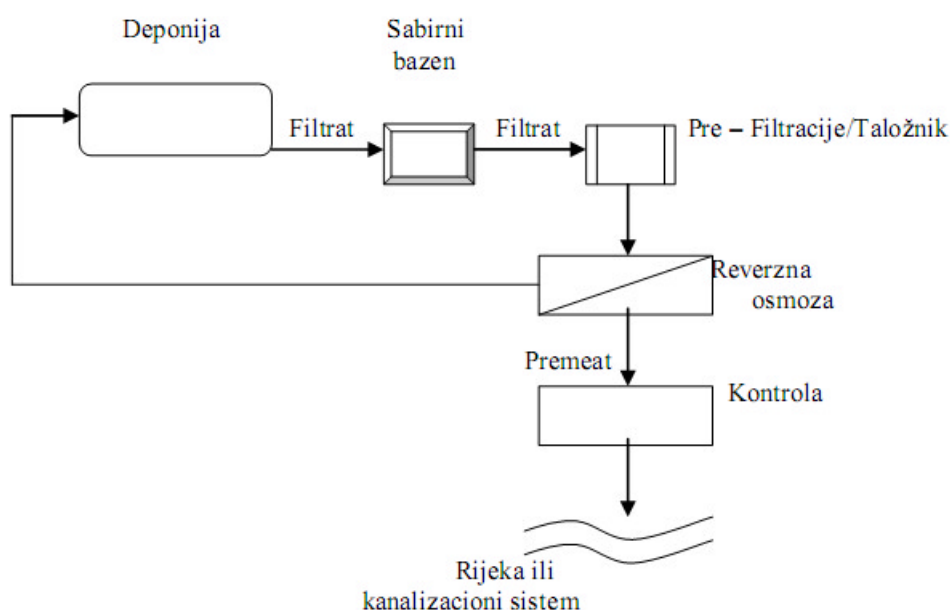 Deponija
Sabirni
bazen
Filtrat
Filtrat
Pre – Filtracije/Taložnik
Reverzna
osmoza
Premeat
Kontrola
Rijeka ili
kanalizacioni sistem